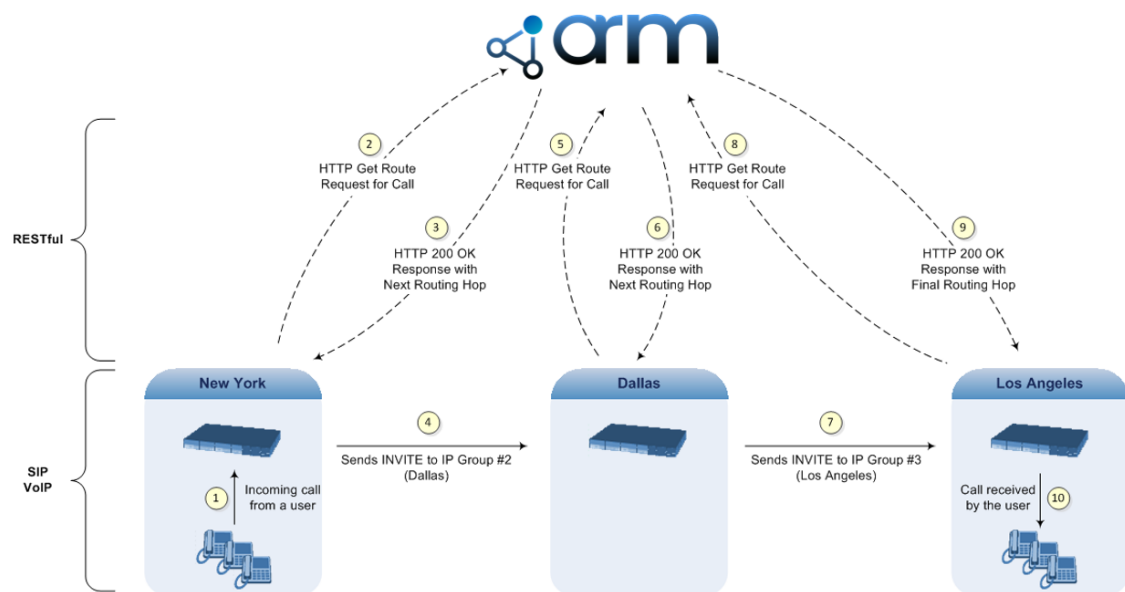 arm
2
HTTP Get Route
Request for Call
3
HTTP 200 OK
Response with
Next Routing Hop
5
HTTP Get Route
Request for Call
6
HTTP 200 OK
Response with
Next Routing Hop
8
HTTP Get Route
Request for Call
9
HTTP 200 OK
Response with
Final Routing Hop
RESTful
SIP
VoIP
New York
1
Incoming call
from a user
4
Sends INVITE to IP Group #2
(Dallas)
Dallas
7
Sends INVITE to IP Group #3
(Los Angeles)
Los Angeles
Call received
by the user
10